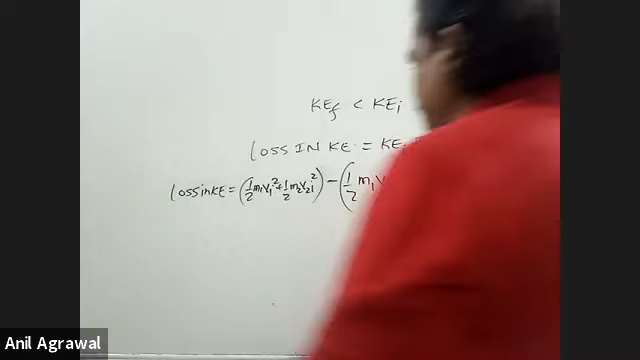 KEf < KEi
LOSS IN KE = KEi
Loss in KE = (1/2 m1v1² + 1/2 m2v2i²) - (1/2 m1v
Anil Agrawal